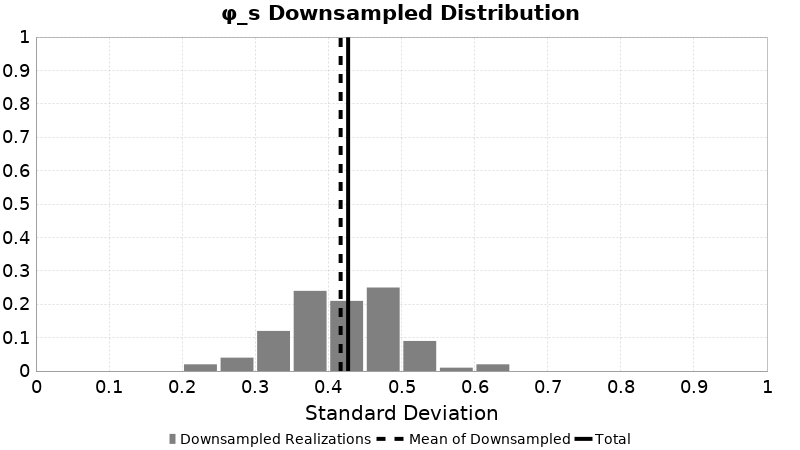 φ_s Downsampled Distribution
1
0.9
0.8
0.7
0.6
0.5
0.4
0.3
0.2
0.1
0
0 0.1 0.2 0.3 0.4 0.5 0.6 0.7 0.8 0.9 1
Standard Deviation
Downsampled Realizations Mean of Downsampled Total